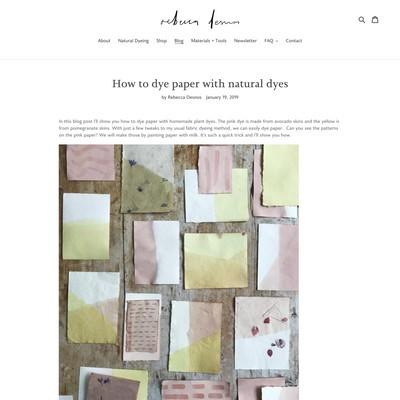 rebecca desnos
About Natural Dyeing Shop Blog Materials + Tools Newsletter FAQ Contact
How to dye paper with natural dyes
by Rebecca Desnos January 19, 2019
In this blog post I'll show you how to dye paper with homemade plant dyes. The pink dye is made from avocado skins and the yellow is
from pomegranate skins. With just a few tweaks to my usual fabric dyeing method, we can easily dye paper. Can you see the patterns
on the pink paper? We will make those by painting paper with milk. It's such a quick trick and I'll show you how.